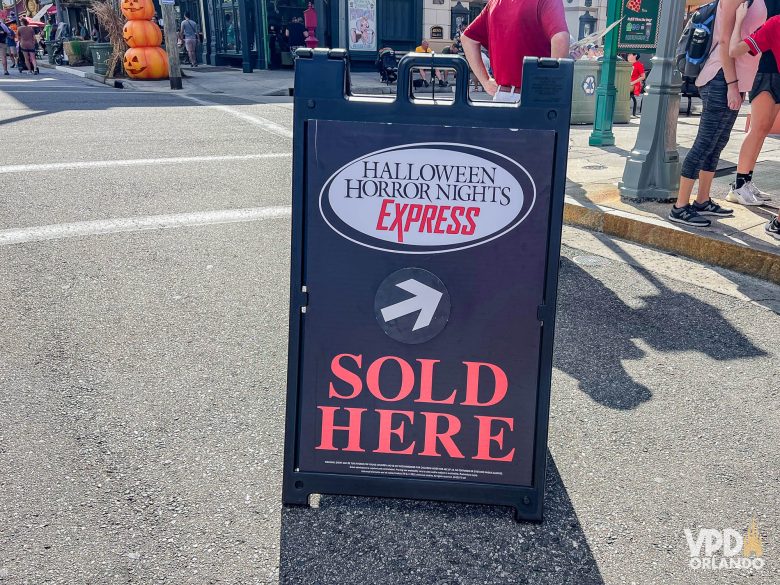 HALLOWEEN
HORROR NIGHTS
EXPRESS
SOLD
HERE
VPD
ORLANDO